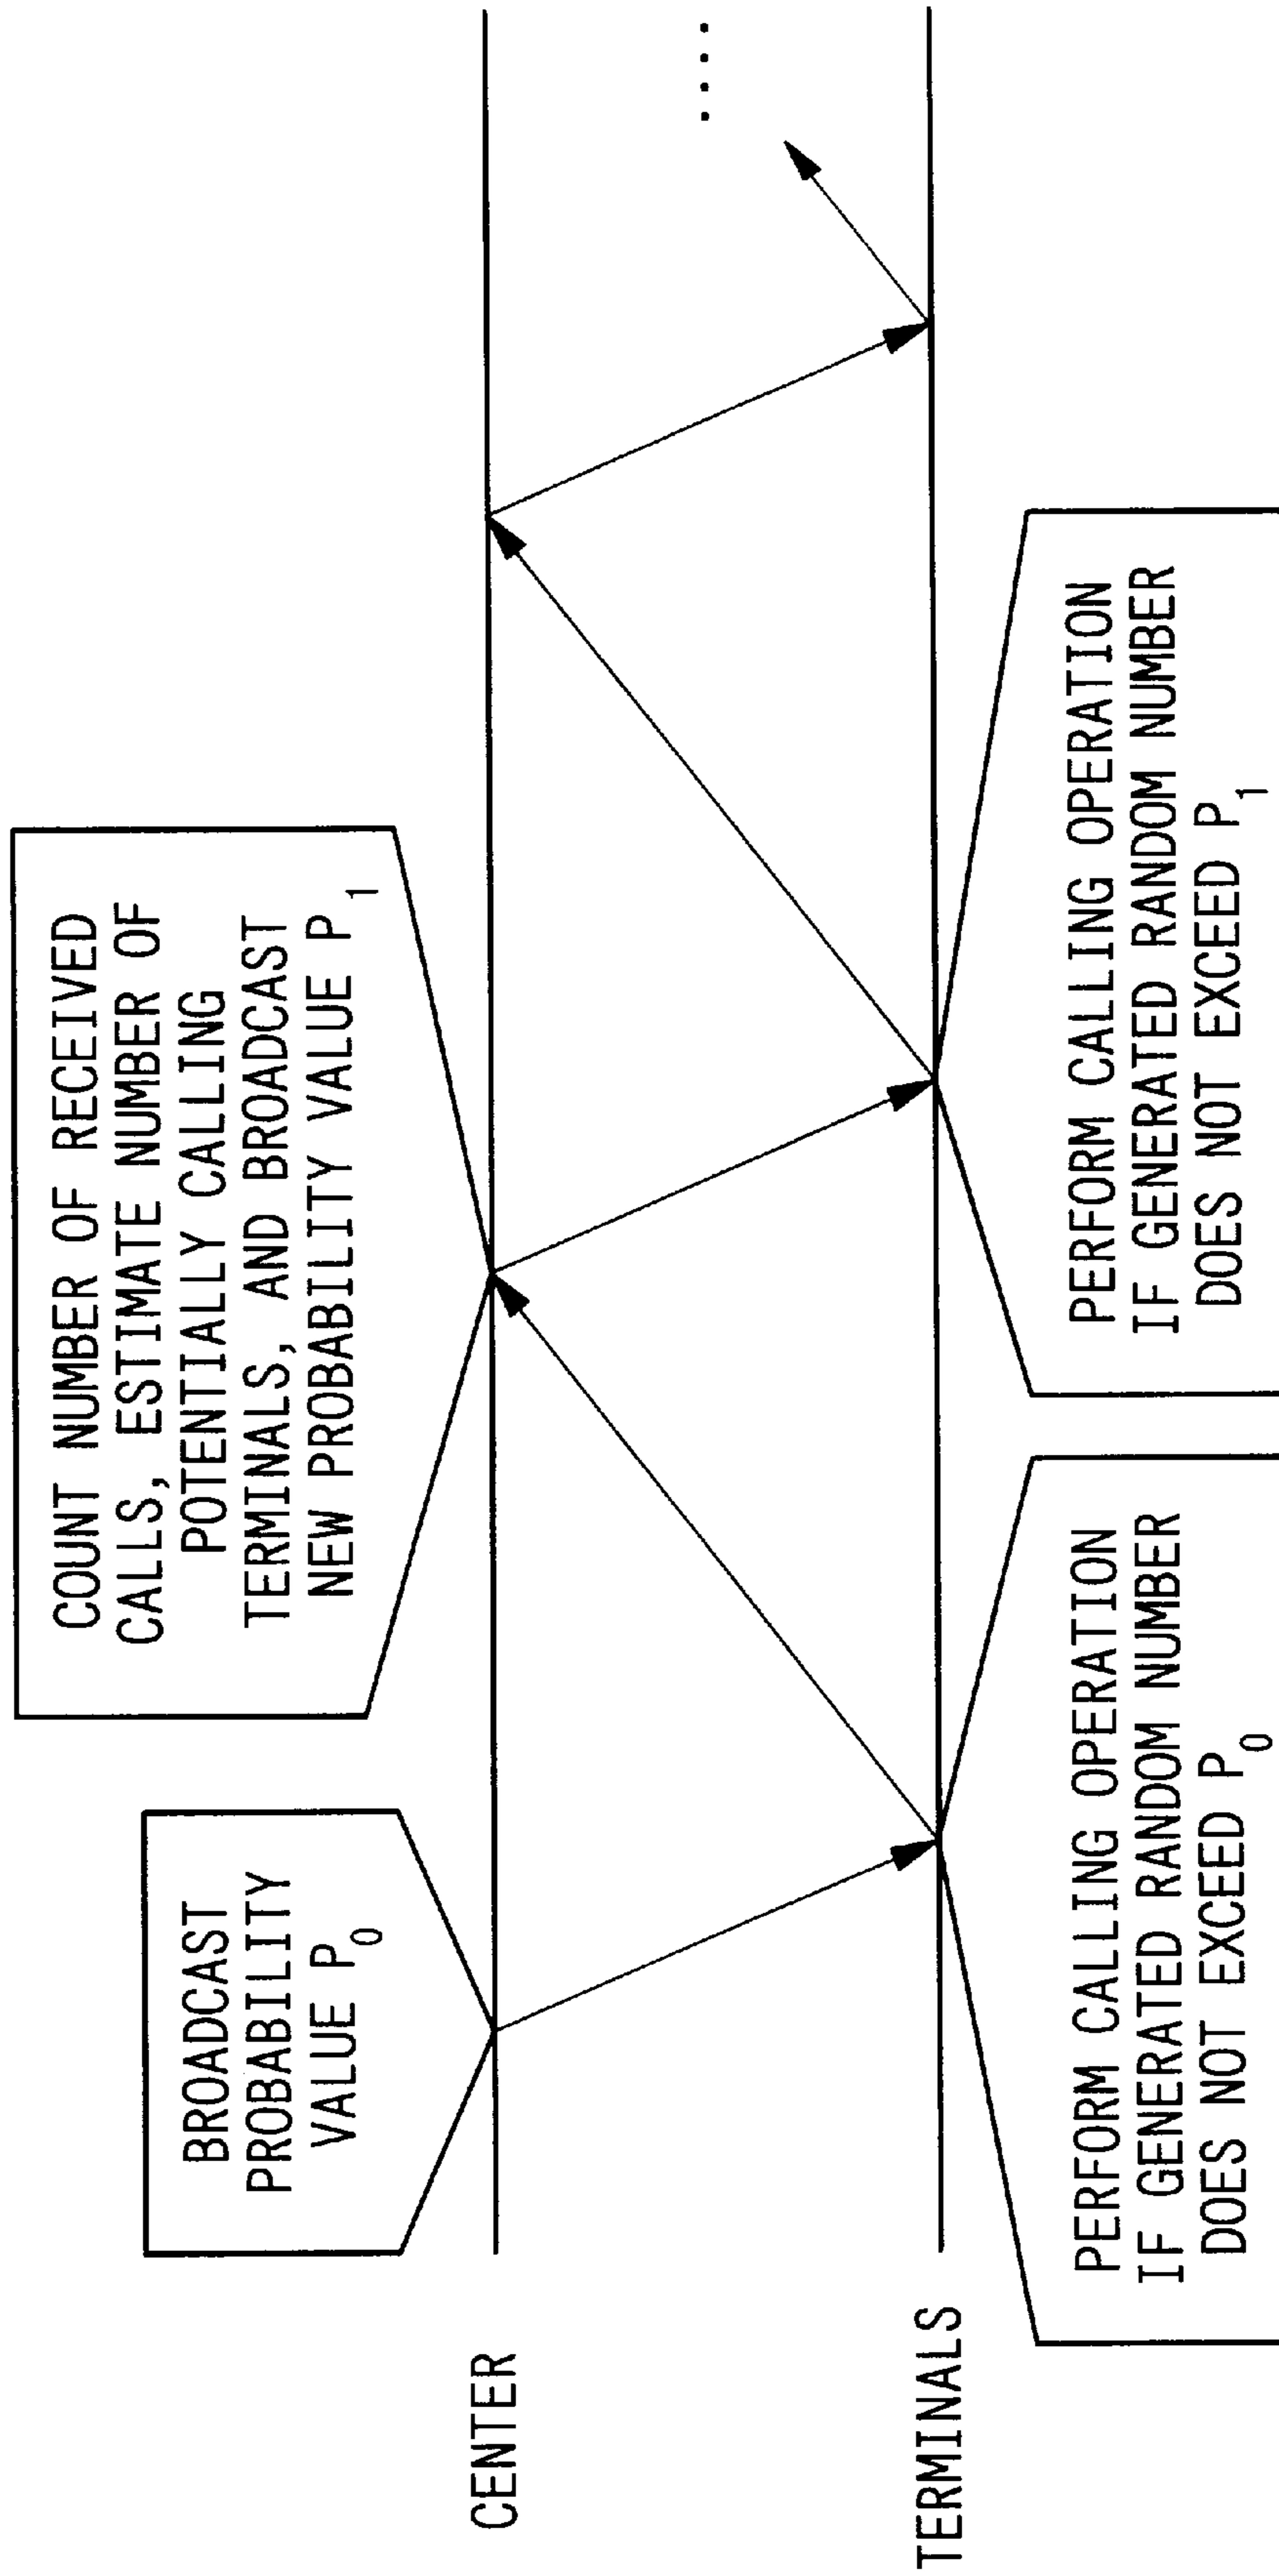 BROADCAST
PROBABILITY
VALUE P0
COUNT NUMBER OF RECEIVED
CALLS, ESTIMATE NUMBER OF
POTENTIALLY CALLING
TERMINALS, AND BROADCAST
NEW PROBABILITY VALUE P1
CENTER
....
TERMINALS
PERFORM CALLING OPERATION
IF GENERATED RANDOM NUMBER
DOES NOT EXCEED P0
PERFORM CALLING OPERATION
IF GENERATED RANDOM NUMBER
DOES NOT EXCEED P1